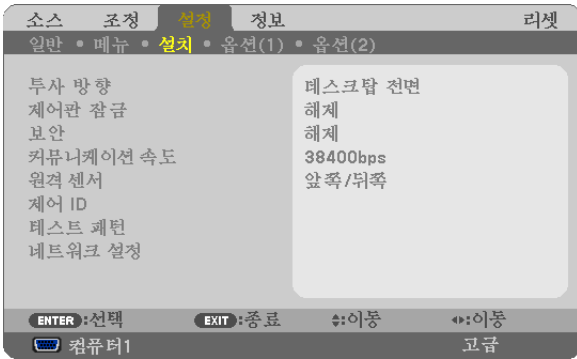 소스 조정 설정 정보 리셋
일반 • 메뉴 • 설치 • 옵션(1) • 옵션(2)
투사 방향 데스크탑 전면
제어판 잠금 해제
보안 해제
커뮤니케이션 속도 38400bps
원격 센서 앞쪽/뒤쪽
제어 ID
테스트 패턴
네트워크 설정
ENTER :선택 EXIT :종료 :이동 :이동
컴퓨터1 고급